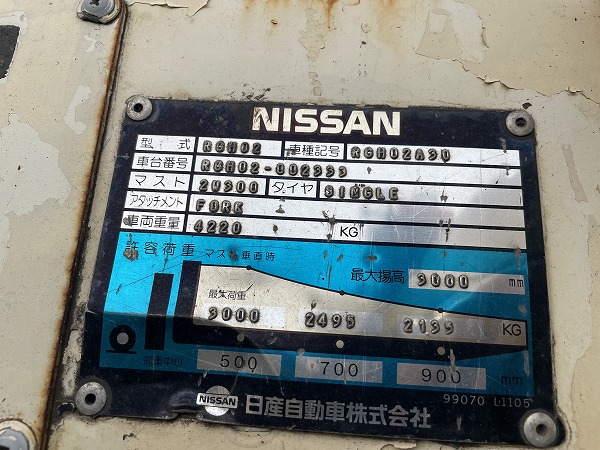 NISSAN
型式 RGH02 車種記号 RGH02A30
車台番号 RGH02-002999
マスト 2W300 タイヤ SINGLE
アタッチメント FORK
車両重量 4220 KG
許容荷重 マスト垂直時
最大揚高 3000 mm
最大荷重
3000 2495 2135 KG
荷重中心 500 700 900 mm
NISSAN 日産自動車株式会社
99070 L1105